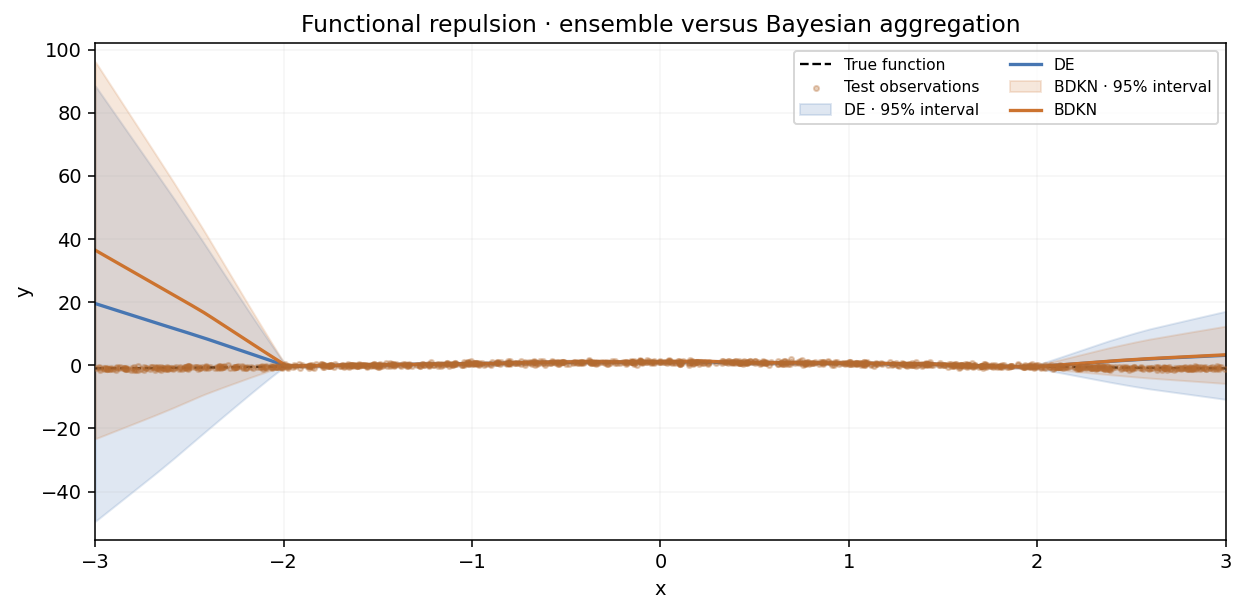 Functional repulsion · ensemble versus Bayesian aggregation
True function
Test observations
DE · 95% interval
DE
BDKN · 95% interval
BDKN
100
80
60
40
20
0
−20
−40
y
−3
−2
−1
0
1
2
3
x